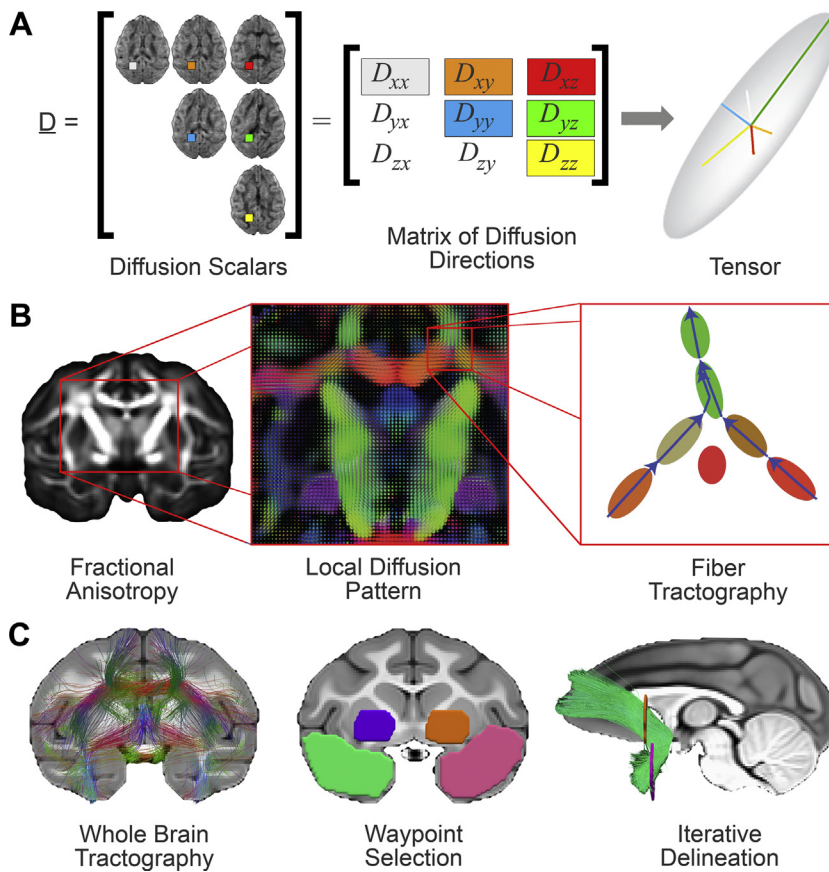 A
D = = 
Dxx Dxy Dxz
Dyx Dyy Dyz
Dzx Dzy Dzz
Diffusion Scalars
Matrix of Diffusion
Directions
Tensor
B
Fractional
Anisotropy
Local Diffusion
Pattern
Fiber
Tractography
C
Whole Brain
Tractography
Waypoint
Selection
Iterative
Delineation